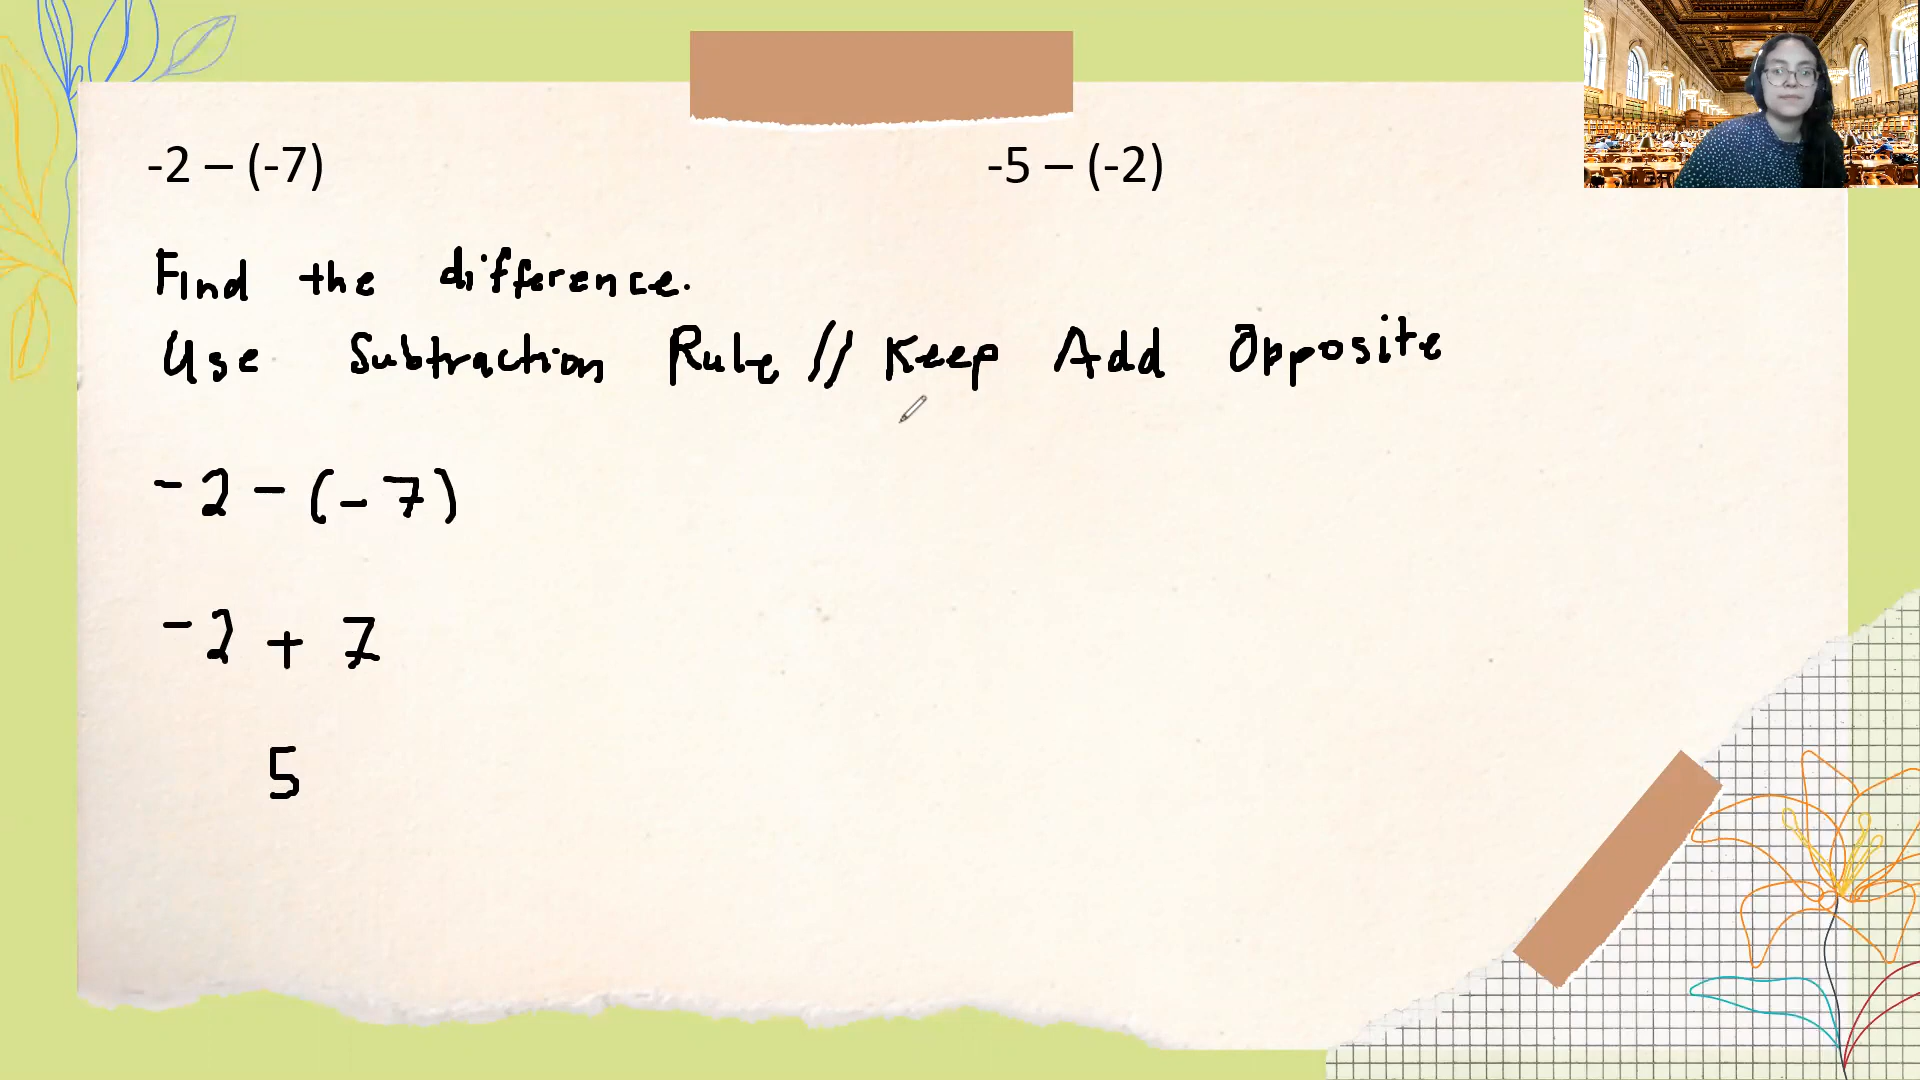 -2 – (-7)
-5 – (-2)
Find the difference.
Use Subtraction Rule // Keep Add Opposite
-2 - (-7)
-2 + 7
5